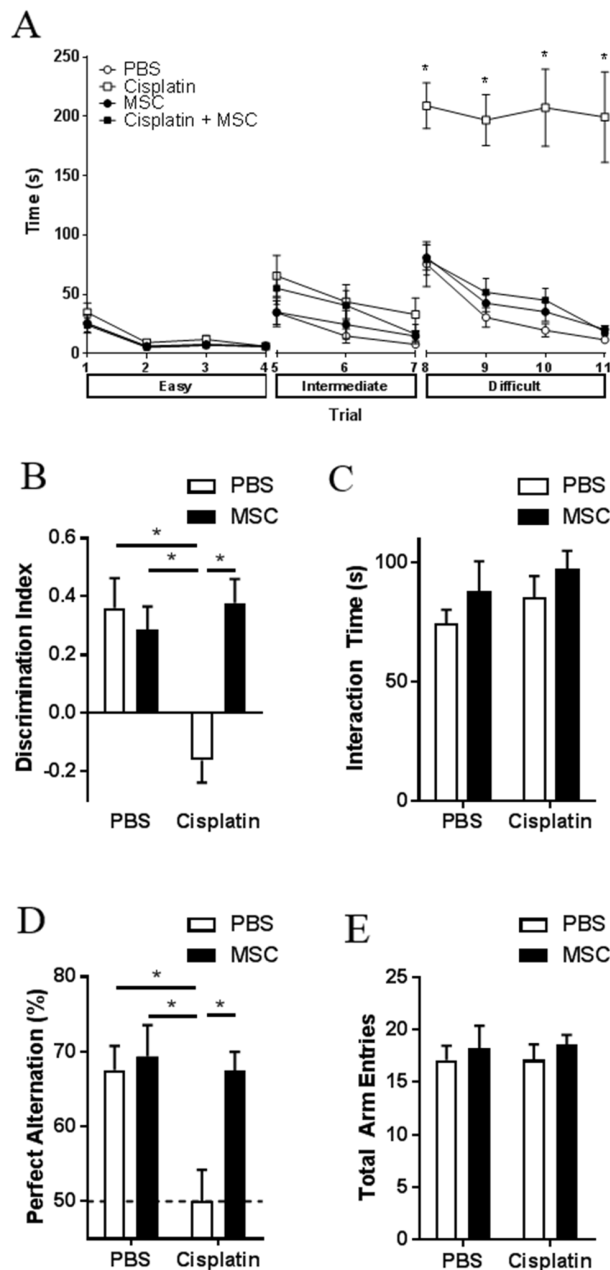 A
250
200
150
100
50
0
Time (s)
PBS
Cisplatin
MSC
Cisplatin + MSC
* * * *
1 2 3 4 5 6 7 8 9 10 11
Easy Intermediate Difficult
Trial
B
PBS
MSC
0.6
0.4
0.2
0.0
-0.2
Discrimination Index
*
* *
PBS Cisplatin
C
PBS
MSC
100
50
0
Interaction Time (s)
PBS Cisplatin
D
PBS
MSC
80
70
60
50
Perfect Alternation (%)
*
* *
PBS Cisplatin
E
PBS
MSC
25
20
15
10
5
0
Total Arm Entries
PBS Cisplatin